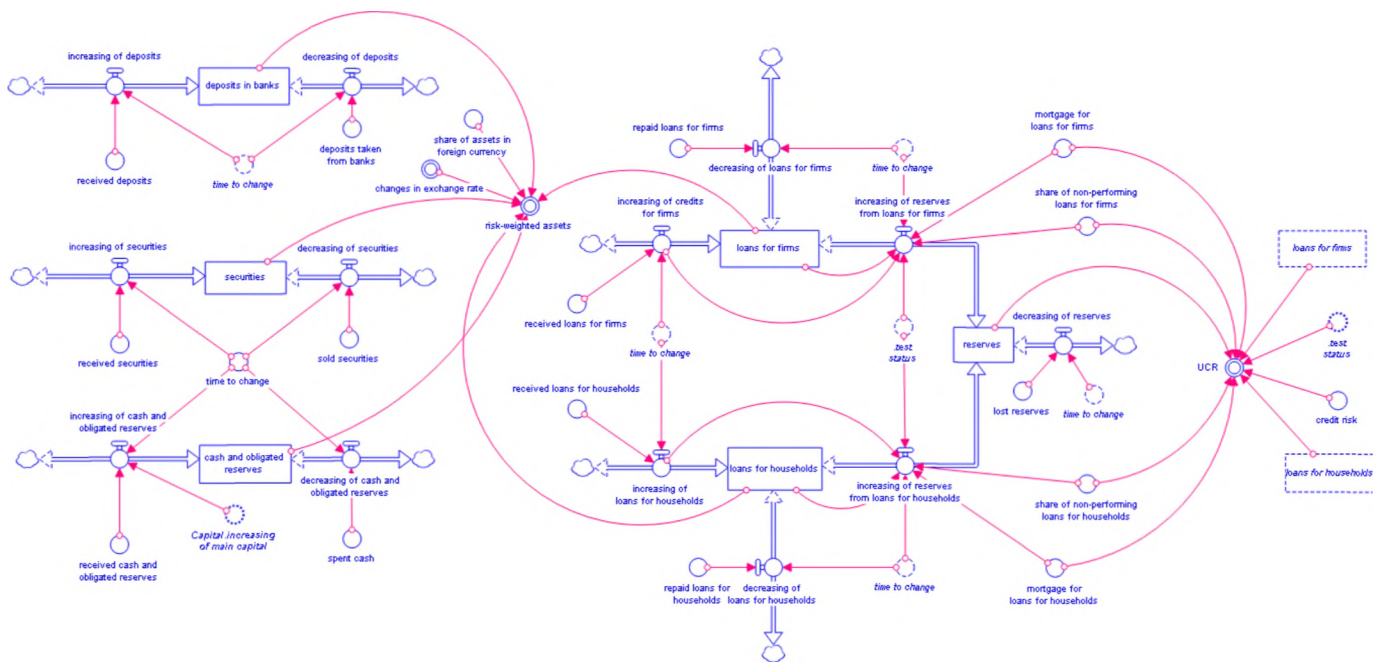 increasing of deposits
decreasing of deposits
deposits in banks
received deposits
time to change
deposits taken
from banks
share of assets in
foreign currency
changes in exchange rate
risk-weighted assets
increasing of securities
decreasing of securities
securities
received securities
sold securities
time to change
increasing of cash and
obligated reserves
cash and obligated
reserves
decreasing of cash and
obligated reserves
Capital.increasing
of main capital
received cash and
obligated reserves
spent cash
repaid loans for firms
decreasing of loans for firms
time to change
mortgage for
loans for firms
increasing of credits
for firms
loans for firms
increasing of reserves
from loans for firms
share of non-performing
loans for firms
received loans for firms
time to change
.test
status
reserves
decreasing of reserves
lost reserves
time to change
received loans for households
increasing of
loans for households
loans for households
increasing of reserves
from loans for households
share of non-performing
loans for households
repaid loans for
households
decreasing of
loans for households
time to change
mortgage for
loans for households
loans for firms
.test
status
UCR
credit risk
loans for households